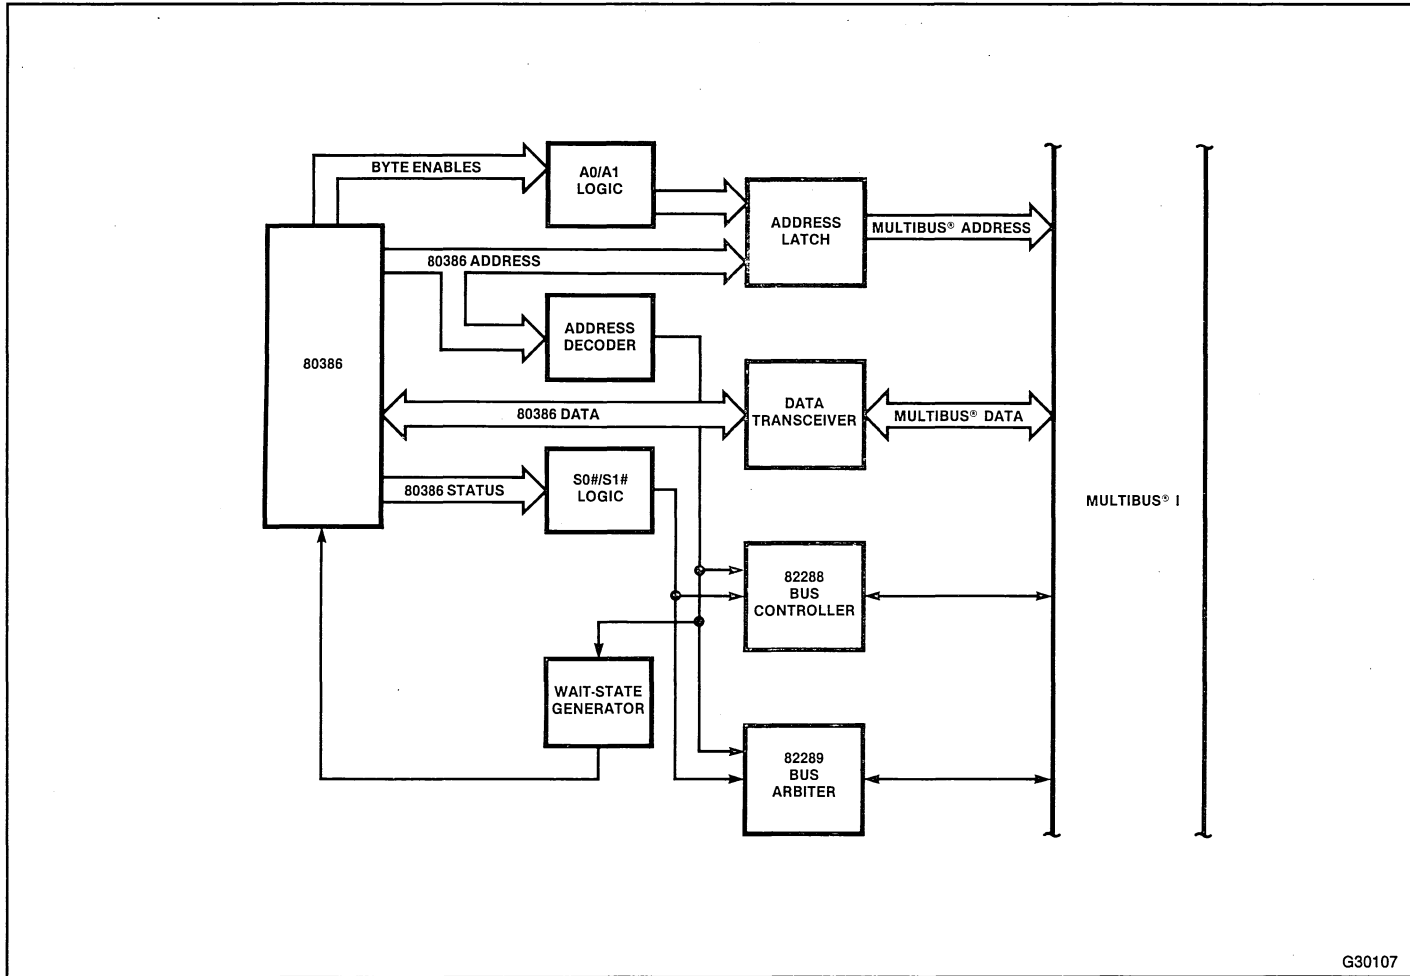 BYTE ENABLES
A0/A1
LOGIC
ADDRESS
LATCH
MULTIBUS® ADDRESS
80386 ADDRESS
ADDRESS
DECODER
80386
80386 DATA
DATA
TRANSCEIVER
MULTIBUS® DATA
80386 STATUS
S0#/S1#
LOGIC
MULTIBUS® I
82288
BUS
CONTROLLER
WAIT-STATE
GENERATOR
82289
BUS
ARBITER
G30107